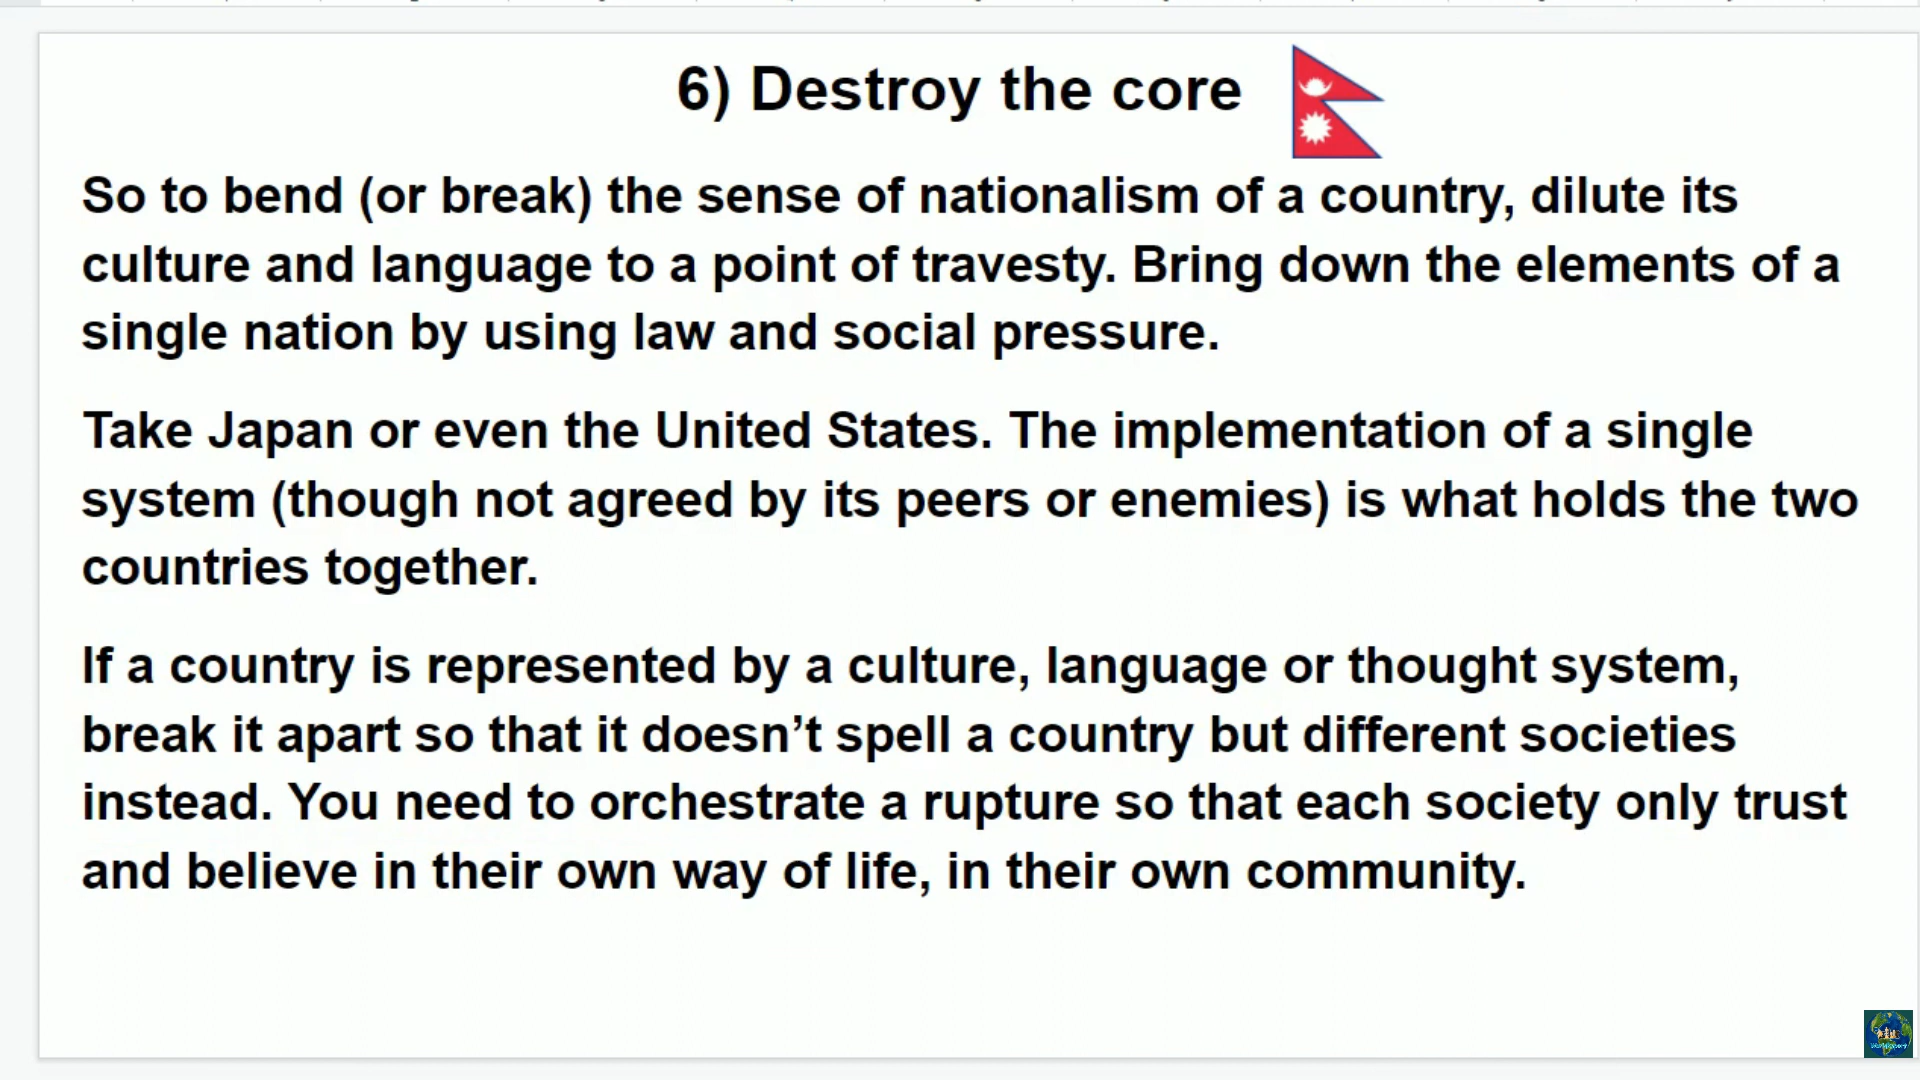 6) Destroy the core
So to bend (or break) the sense of nationalism of a country, dilute its
culture and language to a point of travesty. Bring down the elements of a
single nation by using law and social pressure.
Take Japan or even the United States. The implementation of a single
system (though not agreed by its peers or enemies) is what holds the two
countries together.
If a country is represented by a culture, language or thought system,
break it apart so that it doesn’t spell a country but different societies
instead. You need to orchestrate a rupture so that each society only trust
and believe in their own way of life, in their own community.